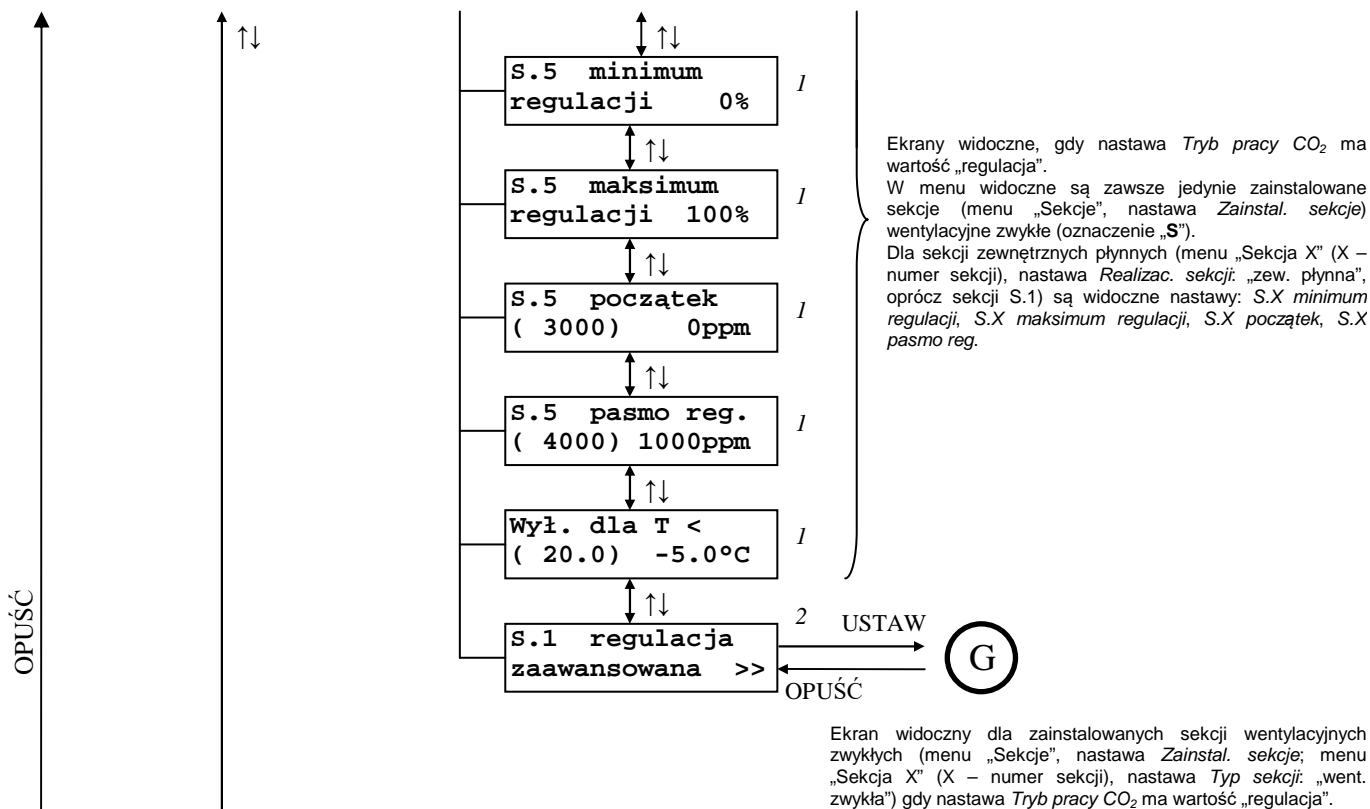 ↑↓
↑↓
S.5 minimum
regulacji 0%
1
↑↓
S.5 maksimum
regulacji 100%
1
↑↓
S.5 początek
( 3000) 0ppm
1
↑↓
S.5 pasmo reg.
( 4000) 1000ppm
1
↑↓
Wył. dla T <
( 20.0) -5.0°C
1
↑↓
S.1 regulacja
zaawansowana >>
2
USTAW
OPUŚĆ
G
OPUŚĆ
Ekrany widoczne, gdy nastawa Tryb pracy CO₂ ma
wartość „regulacja”.
W menu widoczne są zawsze jedynie zainstalowane
sekcje (menu „Sekcje”, nastawa Zainstal. sekcje)
wentylacyjne zwykłe (oznaczenie „S”).
Dla sekcji zewnętrznych płynnych (menu „Sekcja X” (X –
numer sekcji), nastawa Realizac. sekcji: „zew. płynna”,
oprócz sekcji S.1) są widoczne nastawy: S.X minimum
regulacji, S.X maksimum regulacji, S.X początek, S.X
pasmo reg.
Ekran widoczny dla zainstalowanych sekcji wentylacyjnych
zwykłych (menu „Sekcje”, nastawa Zainstal. sekcje; menu
„Sekcja X” (X – numer sekcji), nastawa Typ sekcji: „went.
zwykła”) gdy nastawa Tryb pracy CO₂ ma wartość „regulacja”.